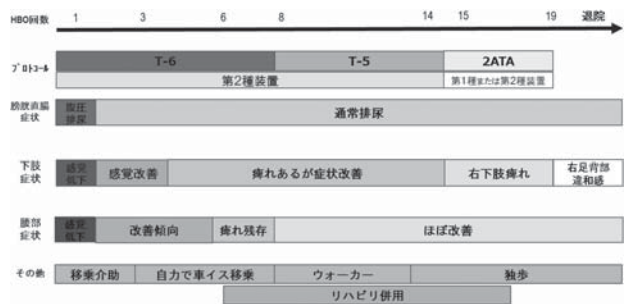 HBO回数 1 3 6 8 14 15 19 退院
ﾌﾟﾛﾄｺｰﾙ T-6 T-5 2ATA
第2種装置 第1種または第2種装置
膀胱直腸
症状
腹圧
排尿
通常排尿
下肢
症状
感覚
低下
感覚改善 痺れあるが症状改善 右下肢痺れ
右足背部
違和感
腰部
症状
感覚
低下
改善傾向 痺れ残存 ほぼ改善
その他 移乗介助 自力で車イス移乗 ウォーカー 独歩
リハビリ併用